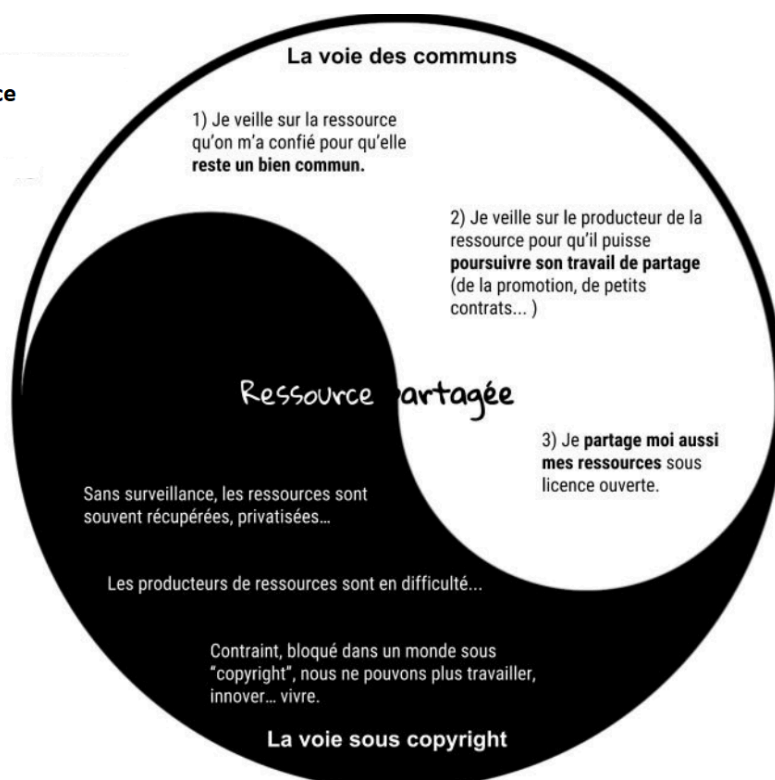 La voie des communs
ce
1) Je veille sur la ressource
qu'on m'a confié pour qu'elle
reste un bien commun.
2) Je veille sur le producteur de la
ressource pour qu'il puisse
poursuivre son travail de partage
(de la promotion, de petits
contrats... )
Ressource partagée
3) Je partage moi aussi
mes ressources sous
licence ouverte.
Sans surveillance, les ressources sont
souvent récupérées, privatisées...
Les producteurs de ressources sont en difficulté...
Contraint, bloqué dans un monde sous
"copyright", nous ne pouvons plus travailler,
innover... vivre.
La voie sous copyright